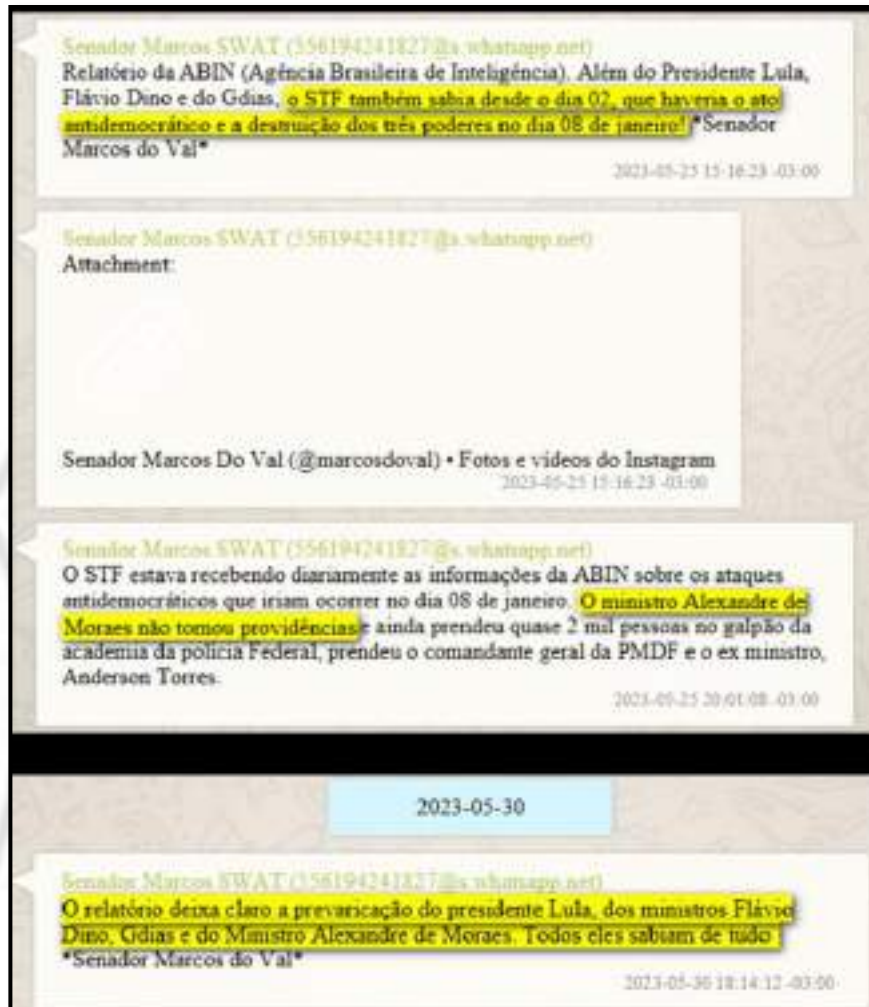 Senador Marcos SWAT (556194241827@s.whatsapp.net)
Relatório da ABIN (Agência Brasileira de Inteligência). Além do Presidente Lula,
Flávio Dino e do Gdias, o STF também sabia desde o dia 02, que haveria o ato
antidemocrático e a destruição dos três poderes no dia 08 de janeiro! *Senador
Marcos do Val*
2023-05-25 15:16:23 -03:00
Senador Marcos SWAT (556194241827@s.whatsapp.net)
Attachment:
Senador Marcos Do Val (@marcosdoval) • Fotos e vídeos do Instagram
2023-05-25 15:16:23 -03:00
Senador Marcos SWAT (556194241827@s.whatsapp.net)
O STF estava recebendo diariamente as informações da ABIN sobre os ataques
antidemocráticos que iriam ocorrer no dia 08 de janeiro. O ministro Alexandre de
Moraes não tomou providências e ainda prendeu quase 2 mil pessoas no galpão da
academia da polícia Federal, prendeu o comandante geral da PMDF e o ex ministro,
Anderson Torres.
2023-05-25 20:01:08 -03:00
2023-05-30
Senador Marcos SWAT (556194241827@s.whatsapp.net)
O relatório deixa claro a prevaricação do presidente Lula, dos ministros Flávio
Dino, Gdias e do Ministro Alexandre de Moraes. Todos eles sabiam de tudo
*Senador Marcos do Val*
2023-05-30 18:14:12 -03:00